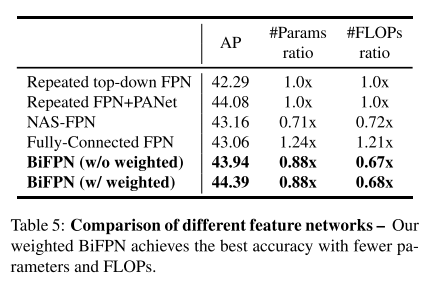 AP #Params ratio #FLOPs ratio
Repeated top-down FPN 42.29 1.0x 1.0x
Repeated FPN+PANet 44.08 1.0x 1.0x
NAS-FPN 43.16 0.71x 0.72x
Fully-Connected FPN 43.06 1.24x 1.21x
BiFPN (w/o weighted) 43.94 0.88x 0.67x
BiFPN (w/ weighted) 44.39 0.88x 0.68x
Table 5: Comparison of different feature networks – Our
weighted BiFPN achieves the best accuracy with fewer pa-
rameters and FLOPs.